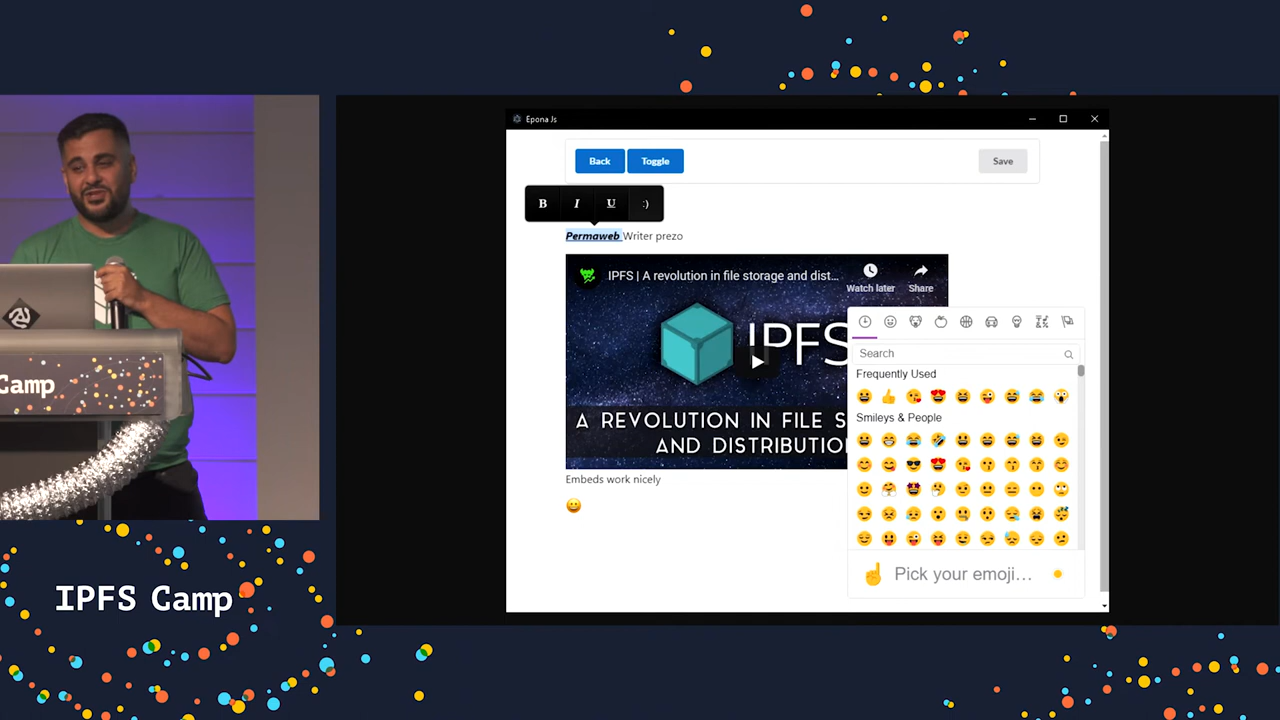 Epona Js
Back
Toggle
Save
B I U :)
Permaweb Writer prezo
IPFS | A revolution in file storage and dist...
Watch later
Share
IPFS
A REVOLUTION IN FILE S
AND DISTRIBUTIO
Search
Frequently Used
Smileys & People
Embeds work nicely
Pick your emoji...
Camp
IPFS Camp